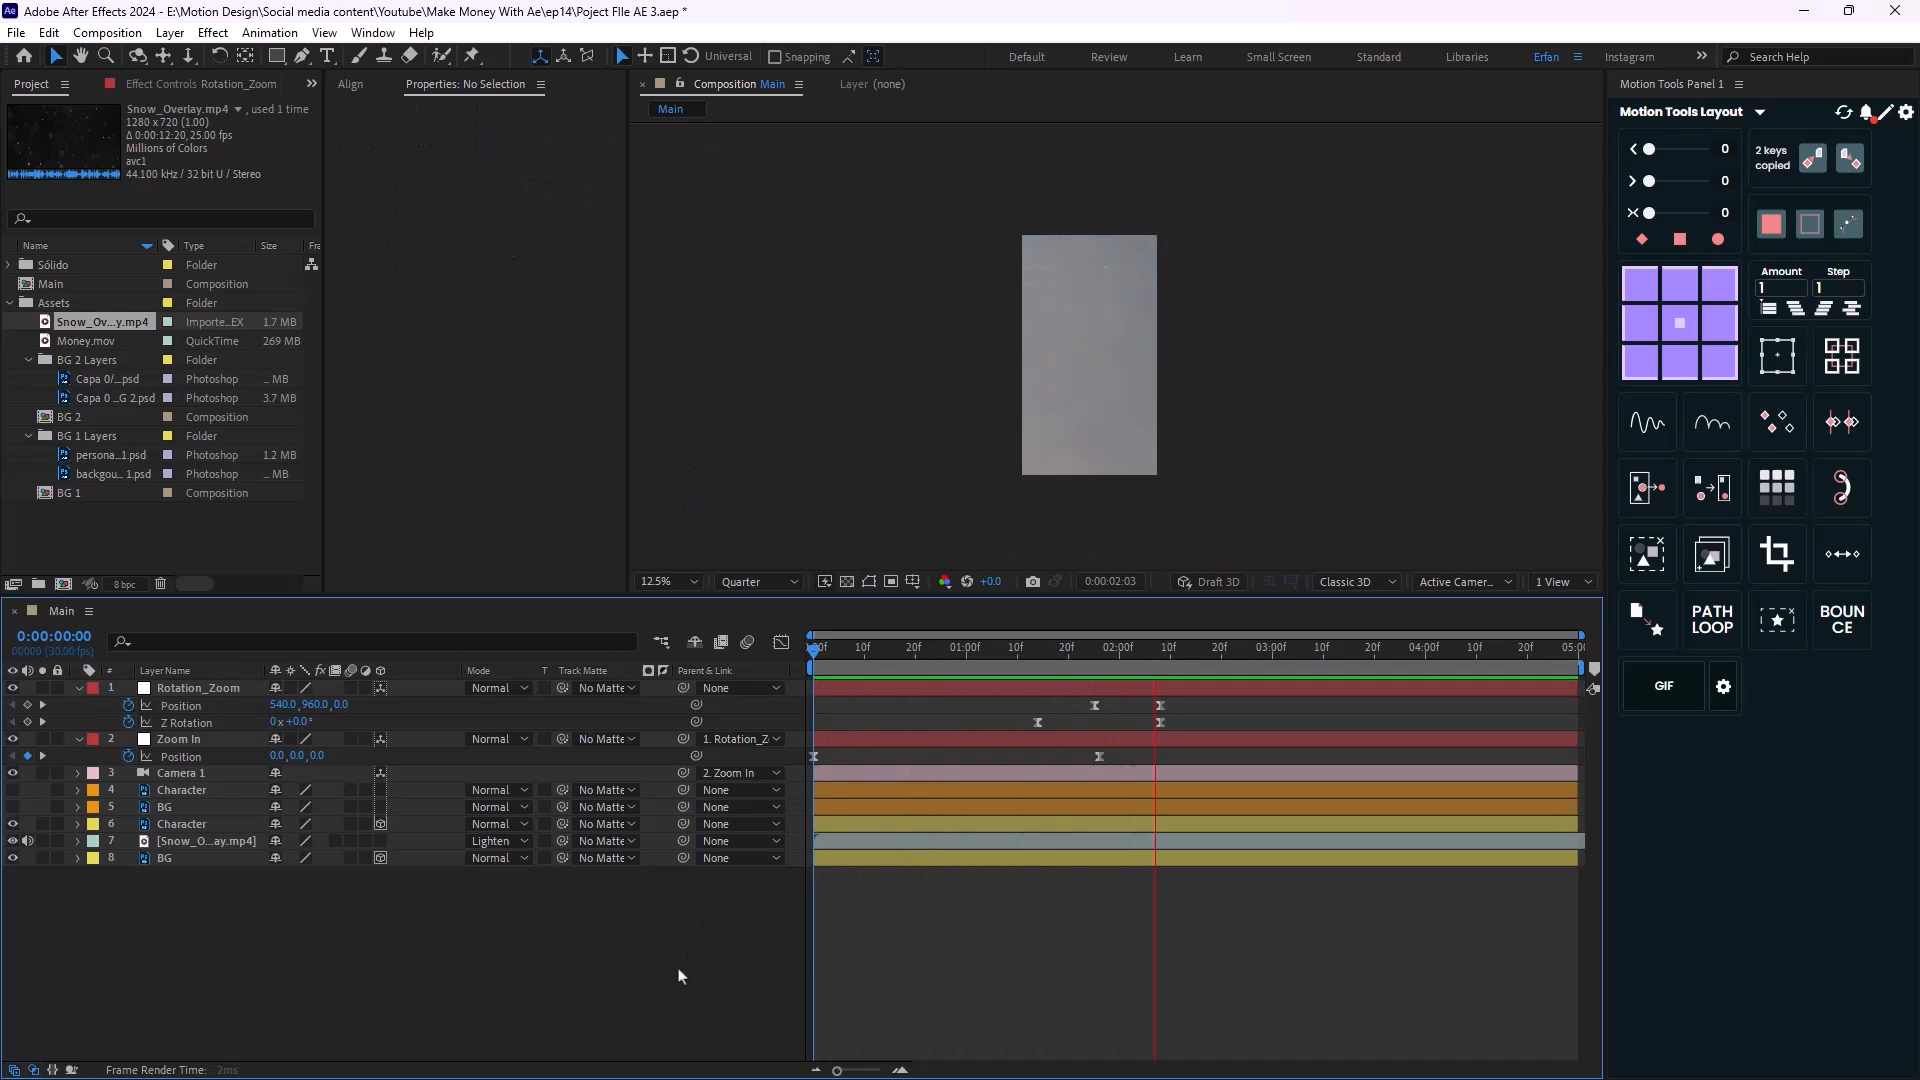 Adobe After Effects 2024 - E:\Motion Design\Social media content\Youtube\Make Money With Ae\ep14\Poject FIle AE 3.aep *
File Edit Composition Layer Effect Animation View Window Help
Universal Snapping Default Review Learn Small Screen Standard Libraries Erfan Instagram Search Help
Project Effect Controls Rotation_Zoom Align Properties: No Selection Composition Main Layer (none) Motion Tools Panel 1
Snow_Overlay.mp4 , used 1 time
1280 x 720 (1.00)
Δ 0:00:12:20, 25.00 fps
Millions of Colors
avc1
44.100 kHz / 32 bit U / Stereo
Main
Motion Tools Layout
0
0
0
2 keys copied
Amount Step
1 1
PATH LOOP
BOUN CE
GIF
Name Type Size Fra
Sólido Folder
Main Composition
Assets Folder
Snow_Ov...y.mp4 Importe...EX 1.7 MB
Money.mov QuickTime 269 MB
BG 2 Layers Folder
Capa 0/...psd Photoshop ... MB
Capa 0 ...G 2.psd Photoshop 3.7 MB
BG 2 Composition
BG 1 Layers Folder
persona...1.psd Photoshop 1.2 MB
backgou... 1.psd Photoshop ... MB
BG 1 Composition
8 bpc
12.5% Quarter +0.0 0:00:02:03 Draft 3D Classic 3D Active Camer... 1 View
Main
0:00:00:00
00000 (30.00 fps)
10f 20f 01:00f 10f 20f 02:00f 10f 20f 03:00f 10f 20f 04:00f 10f 20f 05:00
# Layer Name Mode T Track Matte Parent & Link
1 Rotation_Zoom Normal No Matte None
Position 540.0, 960.0, 0.0
Z Rotation 0x+0.0°
2 Zoom In Normal No Matte 1. Rotation_Z
Position 0.0, 0.0, 0.0
3 Camera 1 2. Zoom In
4 Character Normal No Matte None
5 BG Normal No Matte None
6 Character Normal No Matte None
7 [Snow_O...ay.mp4] Lighten No Matte None
8 BG Normal No Matte None
Frame Render Time: 2ms